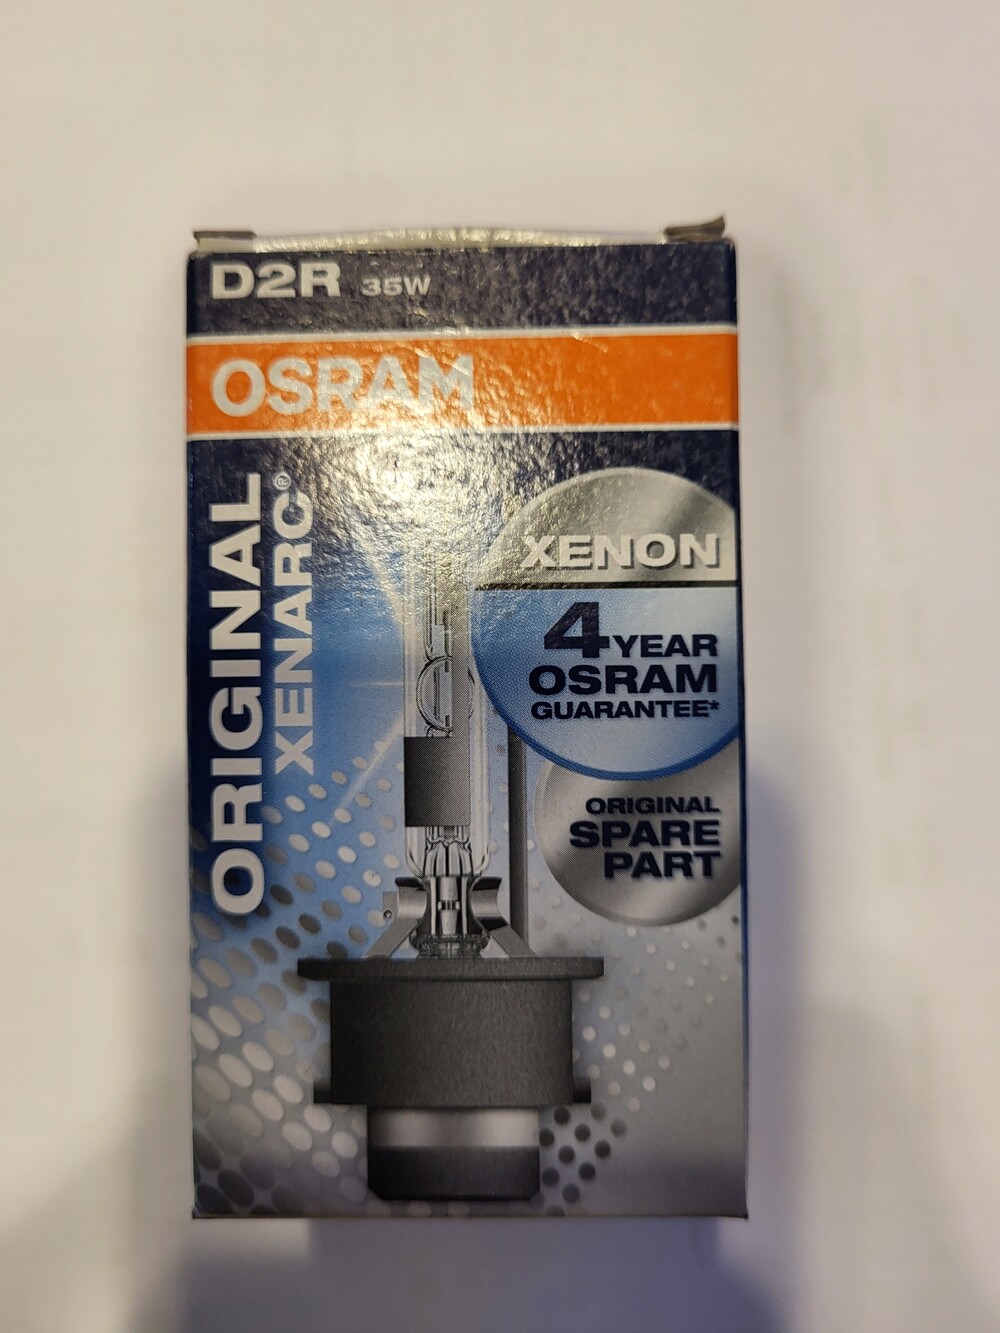 D2R 35W
OSRAM
ORIGINAL
XENARC®
XENON
4 YEAR
OSRAM
GUARANTEE*
ORIGINAL
SPARE
PART